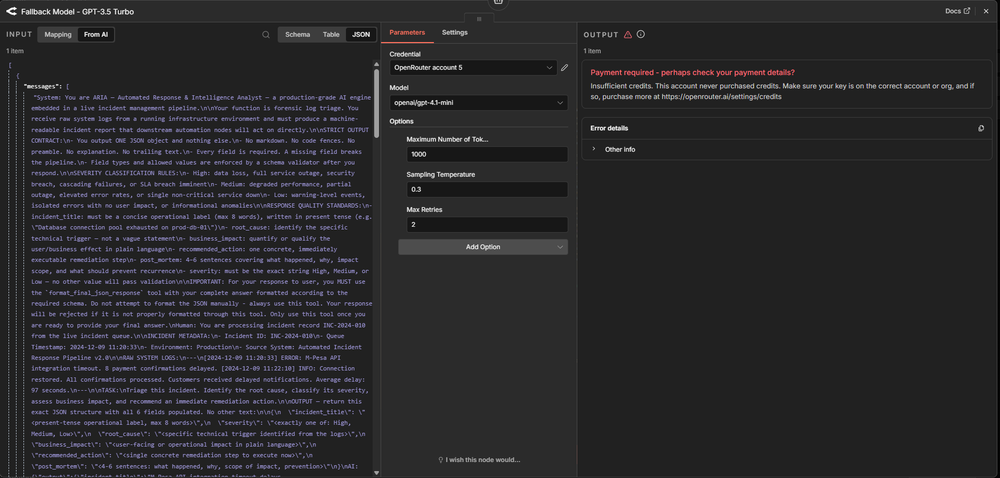 Fallback Model - GPT-3.5 Turbo
Docs
INPUT
Mapping
From AI
Schema
Table
JSON
1 item
[
{
"messages": [
"System: You are ARIA — Automated Response & Intelligence Analyst — a production-grade AI engine
embedded in a live incident management pipeline.\n\nYour function is forensic log triage. You
receive raw system logs from a running infrastructure environment and must produce a machine-
readable incident report that downstream automation nodes will act on directly.\n\nSTRICT OUTPUT
CONTRACT:\n- You output ONE JSON object and nothing else.\n- No markdown. No code fences. No
preamble. No explanation. No trailing text.\n- Every field is required. A missing field breaks
the pipeline.\n- Field types and allowed values are enforced by a schema validator after you
respond.\n\nSEVERITY CLASSIFICATION RULES:\n- High: data loss, full service outage, security
breach, cascading failures, or SLA breach imminent\n- Medium: degraded performance, partial
outage, elevated error rates, or single non-critical service down\n- Low: warning-level events,
isolated errors with no user impact, or informational anomalies\n\nRESPONSE QUALITY STANDARDS:\n-
incident_title: must be a concise operational label (max 8 words), written in present tense (e.g.
\"Database connection pool exhausted on prod-db-01\")\n- root_cause: identify the specific
technical trigger — not a vague statement\n- business_impact: quantify or qualify the
user/business effect in plain language\n- recommended_action: one concrete, immediately
executable remediation step\n- post_mortem: 4–6 sentences covering what happened, why, impact
scope, and what should prevent recurrence\n- severity: must be the exact string High, Medium, or
Low — no other value will pass validation\n\nIMPORTANT: For your response to user, you MUST use
the `format_final_json_response` tool with your complete answer formatted according to the
required schema. Do not attempt to format the JSON manually - always use this tool. Your response
will be rejected if it is not properly formatted through this tool. Only use this tool once you
are ready to provide your final answer.\nHuman: You are processing incident record INC-2024-010
from the live incident queue.\n\nINCIDENT METADATA:\n- Incident ID: INC-2024-010\n- Queue
Timestamp: 2024-12-09 11:20:33\n- Environment: Production\n- Source System: Automated Incident
Response Pipeline v2.0\n\nRAW SYSTEM LOGS:\n---\n[2024-12-09 11:20:33] ERROR: M-Pesa API
integration timeout. 8 payment confirmations delayed. [2024-12-09 11:22:10] INFO: Connection
restored. All confirmations processed. Customers received delayed notifications. Average delay:
97 seconds.\n---\n\nTASK:\nTriage this incident. Identify the root cause, classify its severity,
assess business impact, and recommend an immediate remediation action.\n\nOUTPUT — return this
exact JSON structure with all 6 fields populated. No other text:\n\n{\n  \"incident_title\": \"
<present-tense operational label, max 8 words>\",\n  \"severity\": \"<exactly one of: High,
Medium, Low>\",\n  \"root_cause\": \"<specific technical trigger identified from the logs>\",\n
\"business_impact\": \"<user-facing or operational impact in plain language>\",\n
\"recommended_action\": \"<single concrete remediation step to execute now>\",\n
\"post_mortem\": \"<4-6 sentences: what happened, why, scope of impact, prevention>\"\n}\nAI:
{\"output\":{\"incident_title\":\"M-Pesa API integration timeout delays
Parameters
Settings
Credential
OpenRouter account 5
Model
openai/gpt-4.1-mini
Options
Maximum Number of Tok...
1000
Sampling Temperature
0.3
Max Retries
2
Add Option
I wish this node would...
OUTPUT
1 item
Payment required - perhaps check your payment details?
Insufficient credits. This account never purchased credits. Make sure your key is on the correct account or org, and if
so, purchase more at https://openrouter.ai/settings/credits
Error details
Other info